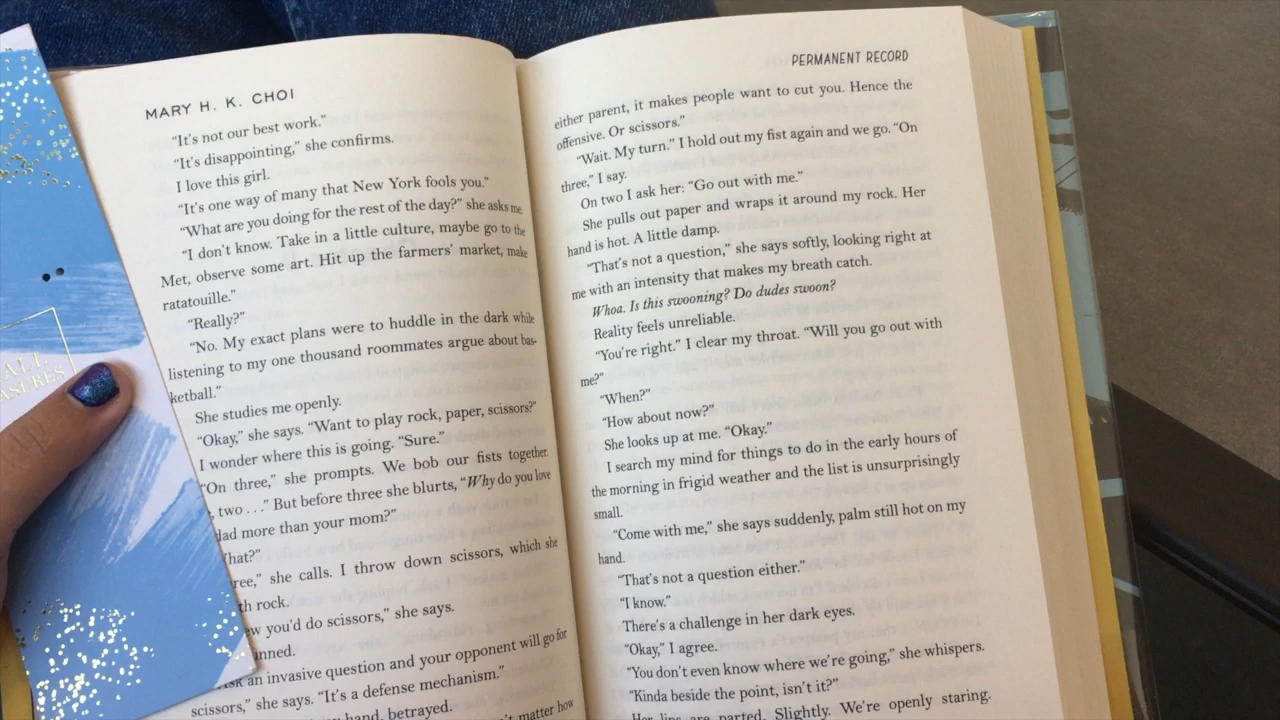 ALL
ASURES
MARY H. K. CHOI
“It’s not our best work.”
“It’s disappointing,” she confirms.
I love this girl.
“It’s one way of many that New York fools you.”
“What are you doing for the rest of the day?” she asks me.
“I don’t know. Take in a little culture, maybe go to the
Met, observe some art. Hit up the farmers’ market, make
ratatouille.”
“Really?”
“No. My exact plans were to huddle in the dark while
listening to my one thousand roommates argue about bas-
ketball.”
She studies me openly.
“Okay,” she says. “Want to play rock, paper, scissors?”
I wonder where this is going. “Sure.”
“On three,” she prompts. We bob our fists together.
, two . . .” But before three she blurts, “Why do you love
dad more than your mom?”
hat?”
ree,” she calls. I throw down scissors, which she
th rock.
w you’d do scissors,” she says.
nned.
sk an invasive question and your opponent will go for
scissors,” she says. “It’s a defense mechanism.”
hand, betrayed.
’t matter how
PERMANENT RECORD
either parent, it makes people want to cut you. Hence the
offensive. Or scissors.”
“Wait. My turn.” I hold out my fist again and we go. “On
three,” I say.
On two I ask her: “Go out with me.”
She pulls out paper and wraps it around my rock. Her
hand is hot. A little damp.
“That’s not a question,” she says softly, looking right at
me with an intensity that makes my breath catch.
Whoa. Is this swooning? Do dudes swoon?
Reality feels unreliable.
“You’re right.” I clear my throat. “Will you go out with
me?”
“When?”
“How about now?”
She looks up at me. “Okay.”
I search my mind for things to do in the early hours of
the morning in frigid weather and the list is unsurprisingly
small.
“Come with me,” she says suddenly, palm still hot on my
hand.
“That’s not a question either.”
“I know.”
There’s a challenge in her dark eyes.
“Okay,” I agree.
“You don’t even know where we’re going,” she whispers.
“Kinda beside the point, isn’t it?”
Her lips are parted. Slightly. We’re openly staring.